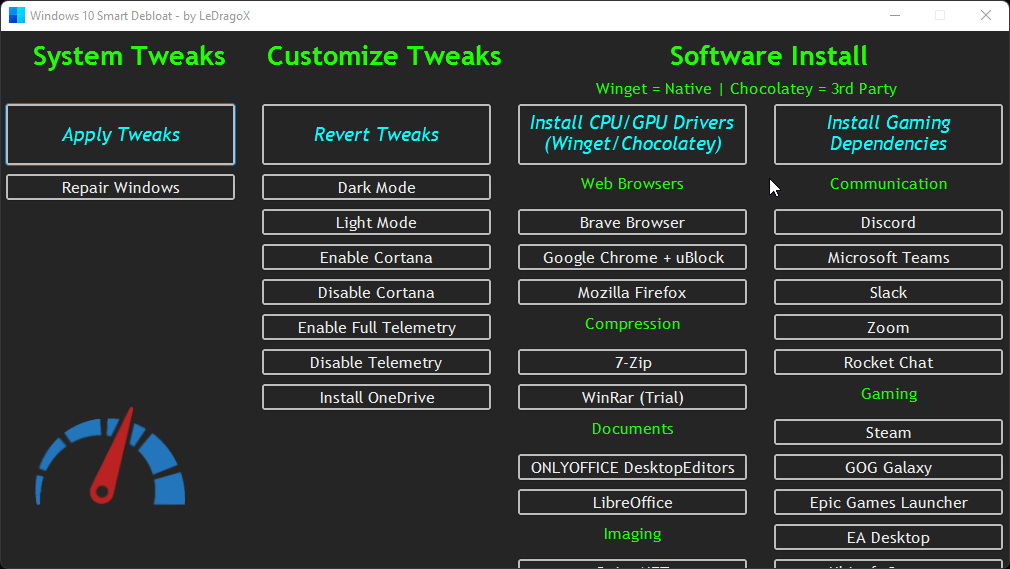 Windows 10 Smart Debloat - by LeDragoX
System Tweaks
Apply Tweaks
Repair Windows
Customize Tweaks
Revert Tweaks
Dark Mode
Light Mode
Enable Cortana
Disable Cortana
Enable Full Telemetry
Disable Telemetry
Install OneDrive
Software Install
Winget = Native | Chocolatey = 3rd Party
Install CPU/GPU Drivers
(Winget/Chocolatey)
Web Browsers
Brave Browser
Google Chrome + uBlock
Mozilla Firefox
Compression
7-Zip
WinRar (Trial)
Documents
ONLYOFFICE DesktopEditors
LibreOffice
Imaging
Install Gaming
Dependencies
Communication
Discord
Microsoft Teams
Slack
Zoom
Rocket Chat
Gaming
Steam
GOG Galaxy
Epic Games Launcher
EA Desktop